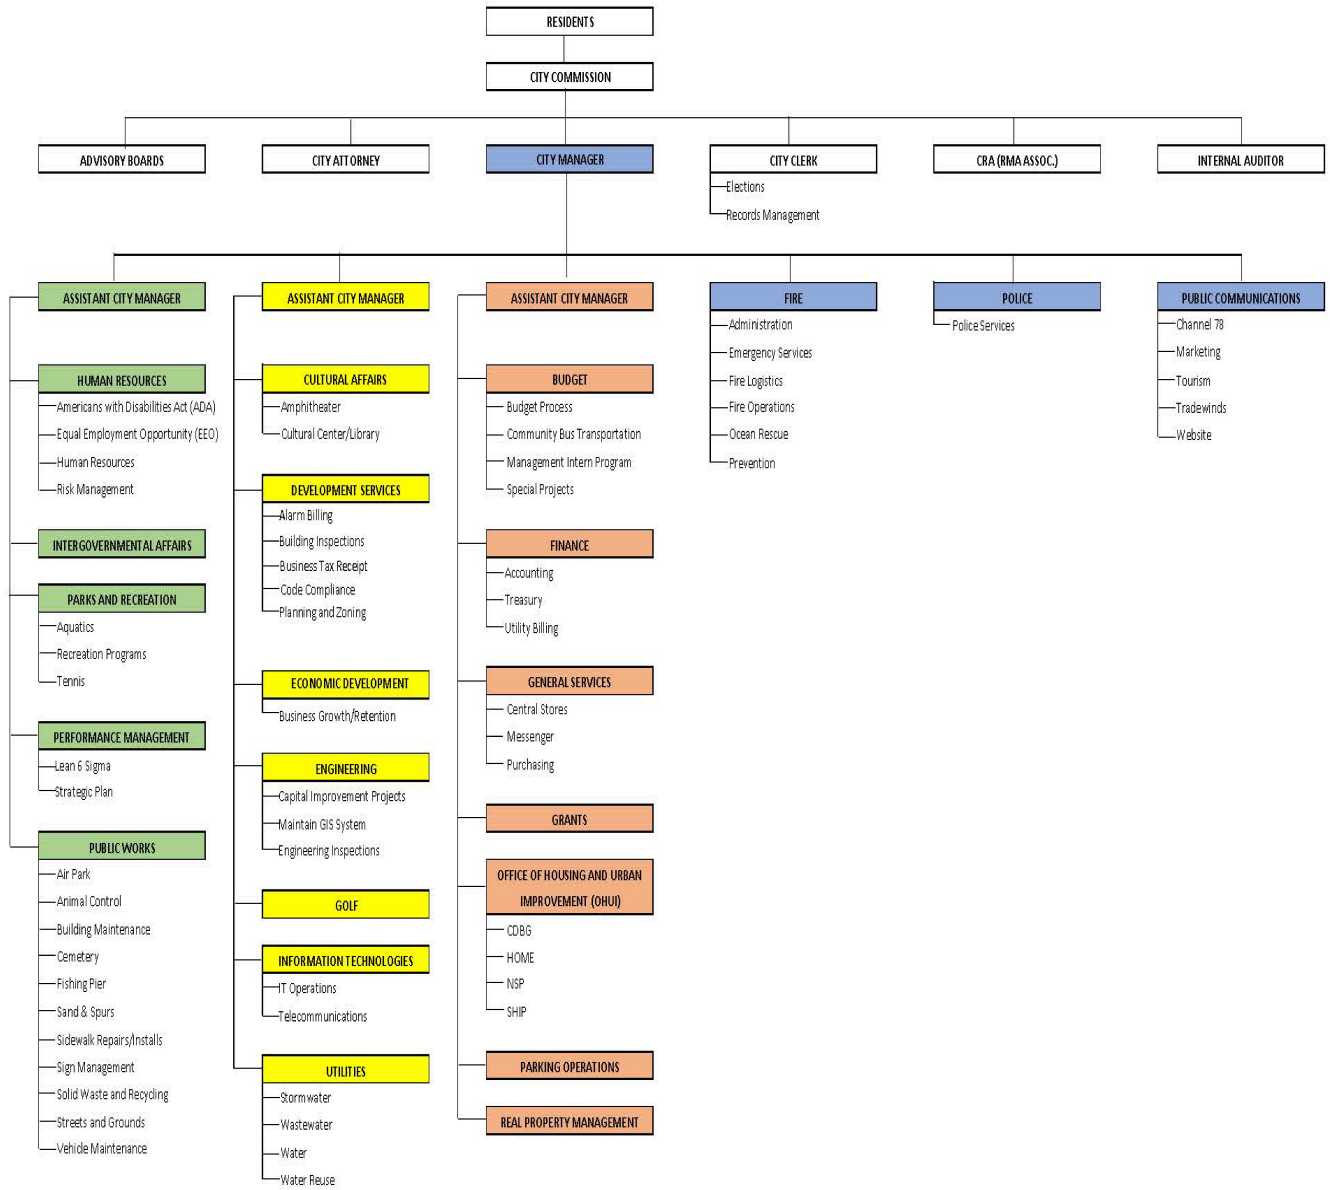 RESIDENTS
CITY COMMISSION
ADVISORY BOARDS
CITY ATTORNEY
CITY MANAGER
CITY CLERK
Elections
Records Management
CRA (RMA ASSOC.)
INTERNAL AUDITOR
ASSISTANT CITY MANAGER
HUMAN RESOURCES
Americans with Disabilities Act (ADA)
Equal Employment Opportunity (EEO)
Human Resources
Risk Management
INTERGOVERNMENTAL AFFAIRS
PARKS AND RECREATION
Aquatics
Recreation Programs
Tennis
PERFORMANCE MANAGEMENT
Lean 6 Sigma
Strategic Plan
PUBLIC WORKS
Air Park
Animal Control
Building Maintenance
Cemetery
Fishing Pier
Sand & Spurs
Sidewalk Repairs/Installs
Sign Management
Solid Waste and Recycling
Streets and Grounds
Vehicle Maintenance
ASSISTANT CITY MANAGER
CULTURAL AFFAIRS
Amphitheater
Cultural Center/Library
DEVELOPMENT SERVICES
Alarm Billing
Building Inspections
Business Tax Receipt
Code Compliance
Planning and Zoning
ECONOMIC DEVELOPMENT
Business Growth/Retention
ENGINEERING
Capital Improvement Projects
Maintain GIS System
Engineering Inspections
GOLF
INFORMATION TECHNOLOGIES
IT Operations
Telecommunications
UTILITIES
Stormwater
Wastewater
Water
Water Reuse
ASSISTANT CITY MANAGER
BUDGET
Budget Process
Community Bus Transportation
Management Intern Program
Special Projects
FINANCE
Accounting
Treasury
Utility Billing
GENERAL SERVICES
Central Stores
Messenger
Purchasing
GRANTS
OFFICE OF HOUSING AND URBAN
IMPROVEMENT (OHUI)
CDBG
HOME
NSP
SHIP
PARKING OPERATIONS
REAL PROPERTY MANAGEMENT
FIRE
Administration
Emergency Services
Fire Logistics
Fire Operations
Ocean Rescue
Prevention
POLICE
Police Services
PUBLIC COMMUNICATIONS
Channel 78
Marketing
Tourism
Tradewinds
Website